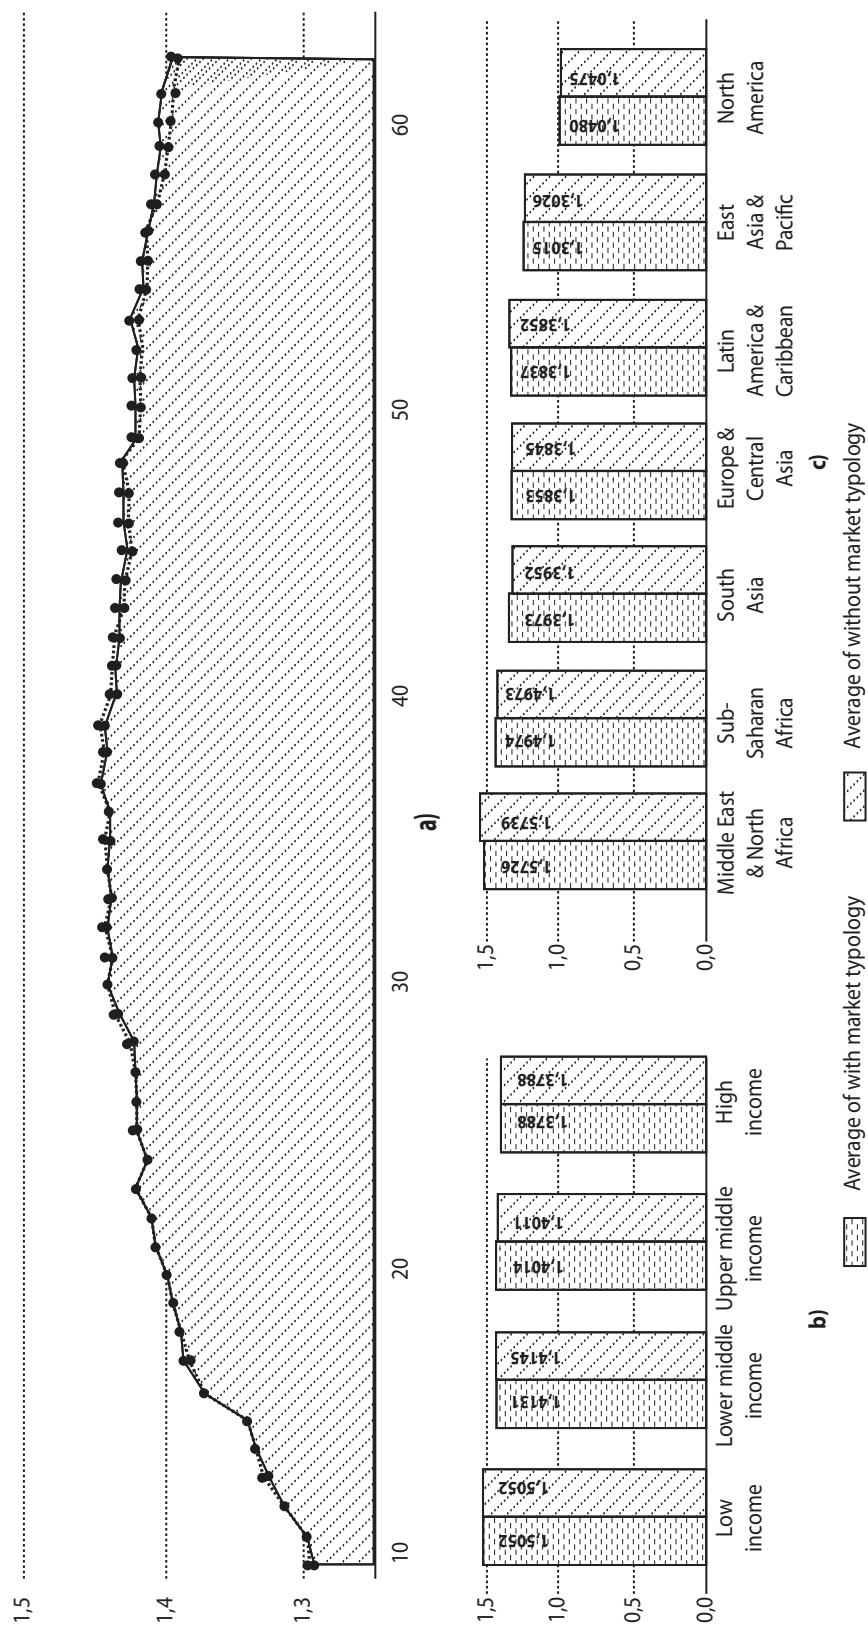 1,5
1,4
1,3
10
20
30
40
50
60
a)
1,5
1,0
0,5
0,0
1,5052
1,5052
1,4131
1,4145
1,4014
1,4011
1,3788
1,3788
Low
income
Lower middle
income
Upper middle
income
High
income
b)
1,5
1,0
0,5
0,0
1,5726
1,5739
1,4974
1,4973
1,3973
1,3952
1,3853
1,3845
1,3837
1,3852
1,3015
1,3026
1,0480
1,0475
Middle East
& North
Africa
Sub-
Saharan
Africa
South
Asia
Europe &
Central
Asia
Latin
America &
Caribbean
East
Asia &
Pacific
North
America
c)
Average of with market typology
Average of without market typology